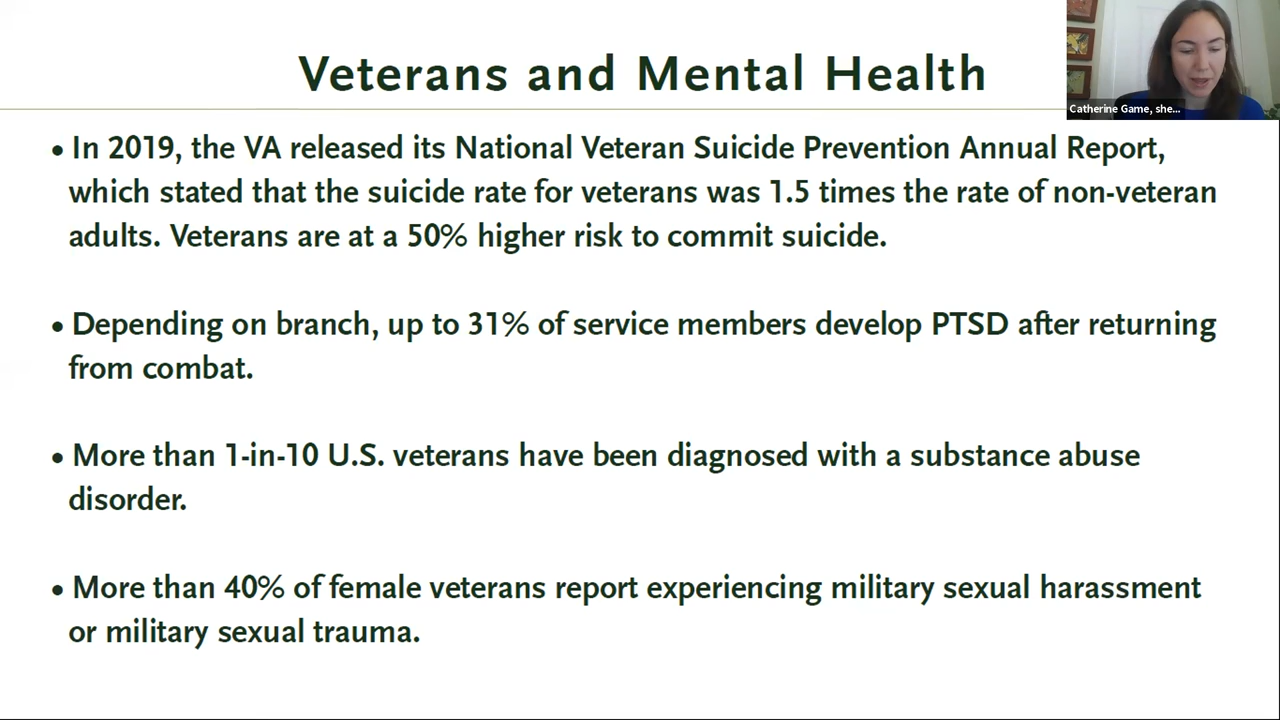 Veterans and Mental Health
Catherine Game, she...
• In 2019, the VA released its National Veteran Suicide Prevention Annual Report,
which stated that the suicide rate for veterans was 1.5 times the rate of non-veteran
adults. Veterans are at a 50% higher risk to commit suicide.
• Depending on branch, up to 31% of service members develop PTSD after returning
from combat.
• More than 1-in-10 U.S. veterans have been diagnosed with a substance abuse
disorder.
• More than 40% of female veterans report experiencing military sexual harassment
or military sexual trauma.